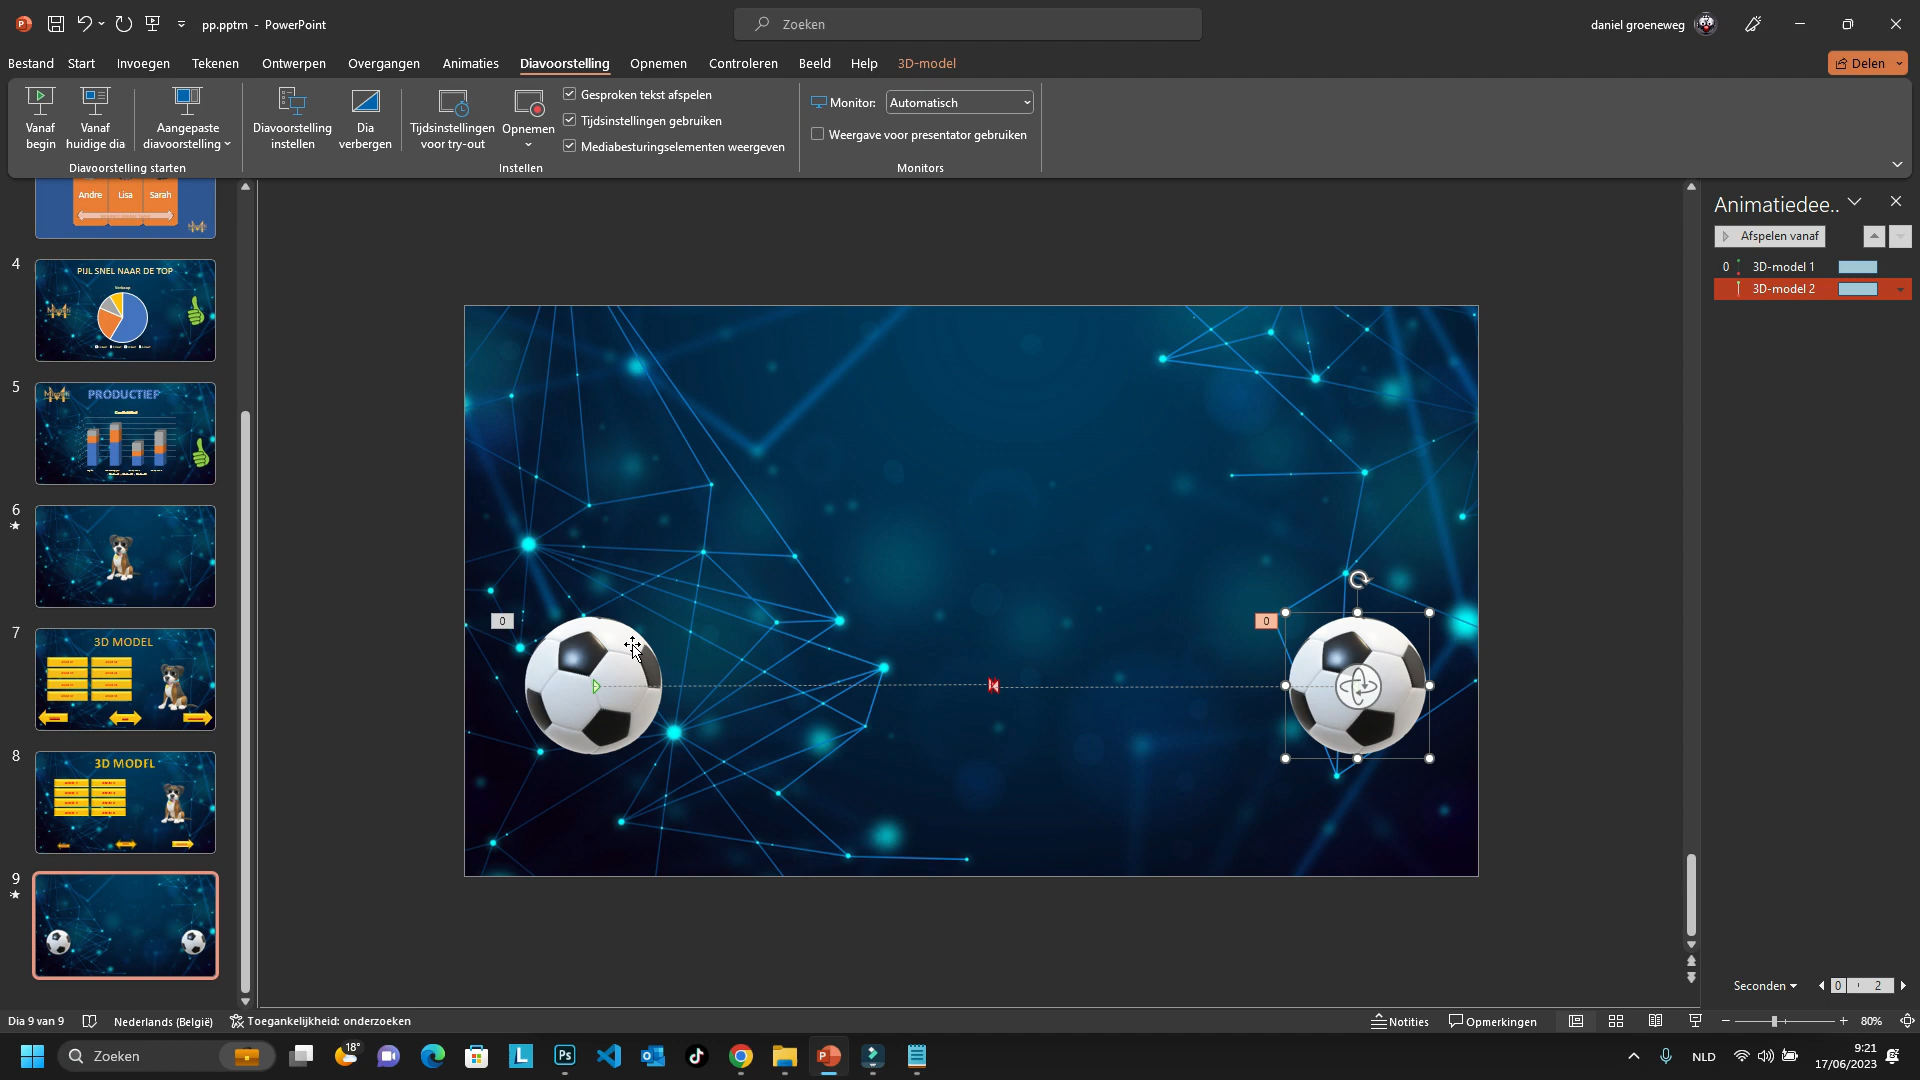 pp.pptm - PowerPoint
Zoeken
daniel groeneweg
Bestand Start Invoegen Tekenen Ontwerpen Overgangen Animaties Diavoorstelling Opnemen Controleren Beeld Help 3D-model
Delen
Vanaf begin
Vanaf huidige dia
Aangepaste diavoorstelling
Diavoorstelling instellen
Dia verbergen
Tijdsinstellingen voor try-out
Opnemen
Gesproken tekst afspelen
Tijdsinstellingen gebruiken
Mediabesturingselementen weergeven
Monitor: Automatisch
Weergave voor presentator gebruiken
Diavoorstelling starten
Instellen
Monitors
Andre Lisa Sarah
4
PIJL SNEL NAAR DE TOP
5
PRODUCTIEF
6
7
3D MODEL
8
3D MODEL
9
0
0
Animatiedee..
Afspelen vanaf
0 3D-model 1
3D-model 2
Seconden 0 2
Dia 9 van 9 Nederlands (België) Toegankelijkheid: onderzoeken
Notities Opmerkingen 80%
Zoeken
18°
L
Ps
NLD
9:21
17/06/2023